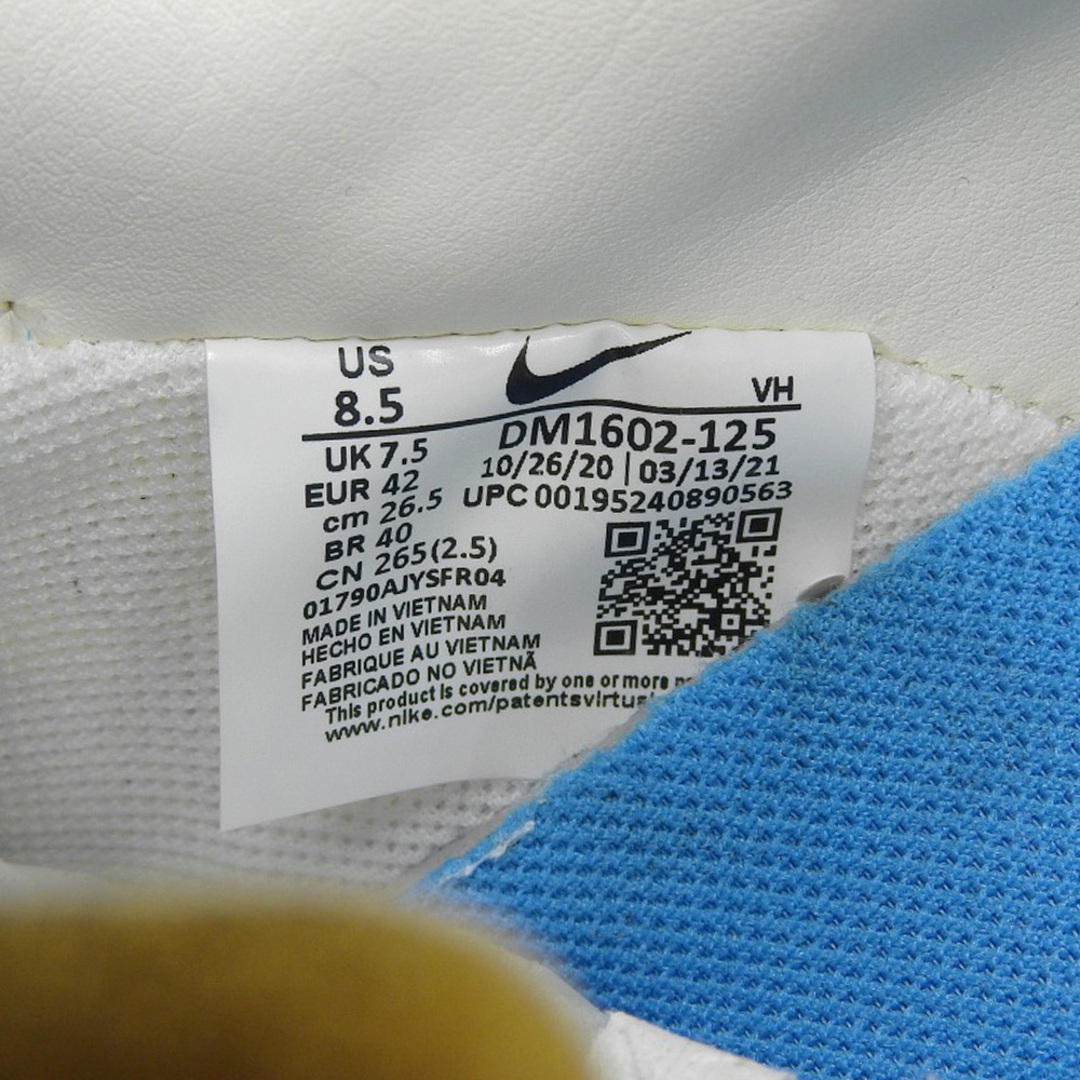 US
8.5
VH
UK 7.5
EUR 42
cm 26.5
BR 40
CN 265(2.5)
DM1602-125
10/26/20 | 03/13/21
UPC 00195240890563
01790AJYSFR04
MADE IN VIETNAM
HECHO EN VIETNAM
FABRIQUE AU VIETNAM
FABRICADO NO VIETNÃ
This product is covered by one or more
www.nike.com/patentsvirtua